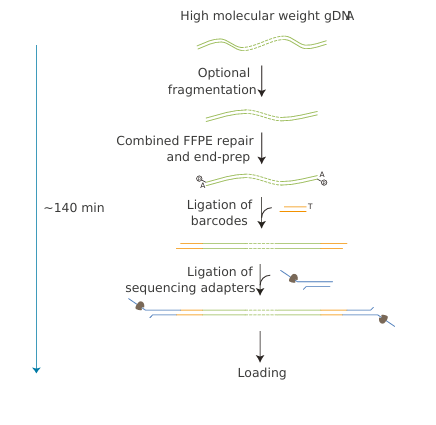 High molecular weight gDNA
Optional
fragmentation
Combined FFPE repair
and end-prep
A
P
A
P
~140 min
Ligation of
barcodes
T
Ligation of
sequencing adapters
Loading